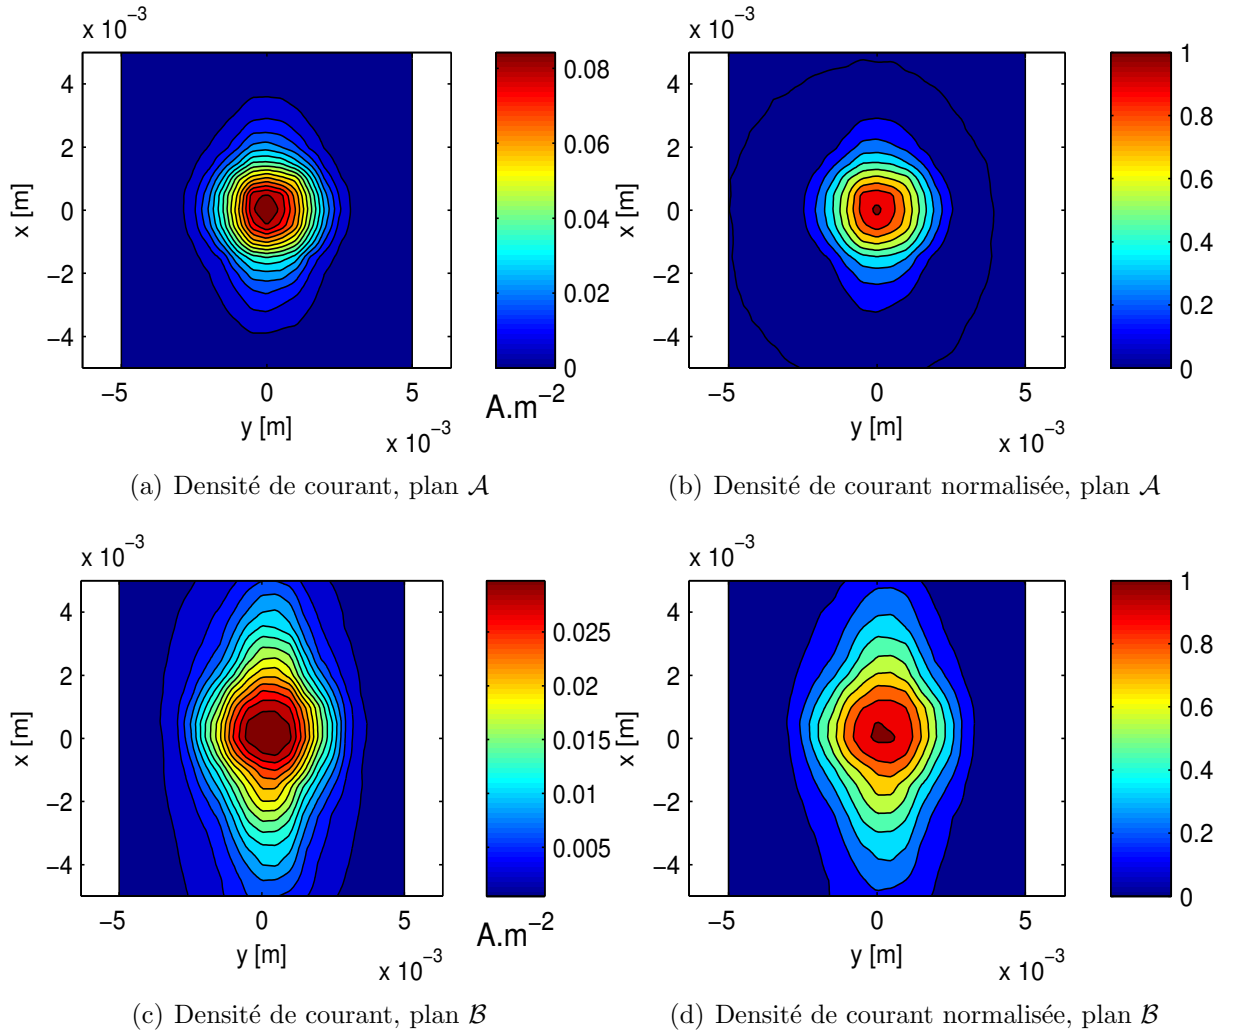 x 10⁻³
4
2
0
−2
−4
x [m]
−5
0
5
y [m]
x 10⁻³
0.08
0.06
0.04
0.02
0
A.m⁻²
(a) Densité de courant, plan 𝒜
x 10⁻³
4
2
0
−2
−4
x [m]
−5
0
5
y [m]
x 10⁻³
1
0.8
0.6
0.4
0.2
0
(b) Densité de courant normalisée, plan 𝒜
x 10⁻³
4
2
0
−2
−4
x [m]
−5
0
5
y [m]
x 10⁻³
0.025
0.02
0.015
0.01
0.005
A.m⁻²
(c) Densité de courant, plan ℬ
x 10⁻³
4
2
0
−2
−4
x [m]
−5
0
5
y [m]
x 10⁻³
1
0.8
0.6
0.4
0.2
0
(d) Densité de courant normalisée, plan ℬ